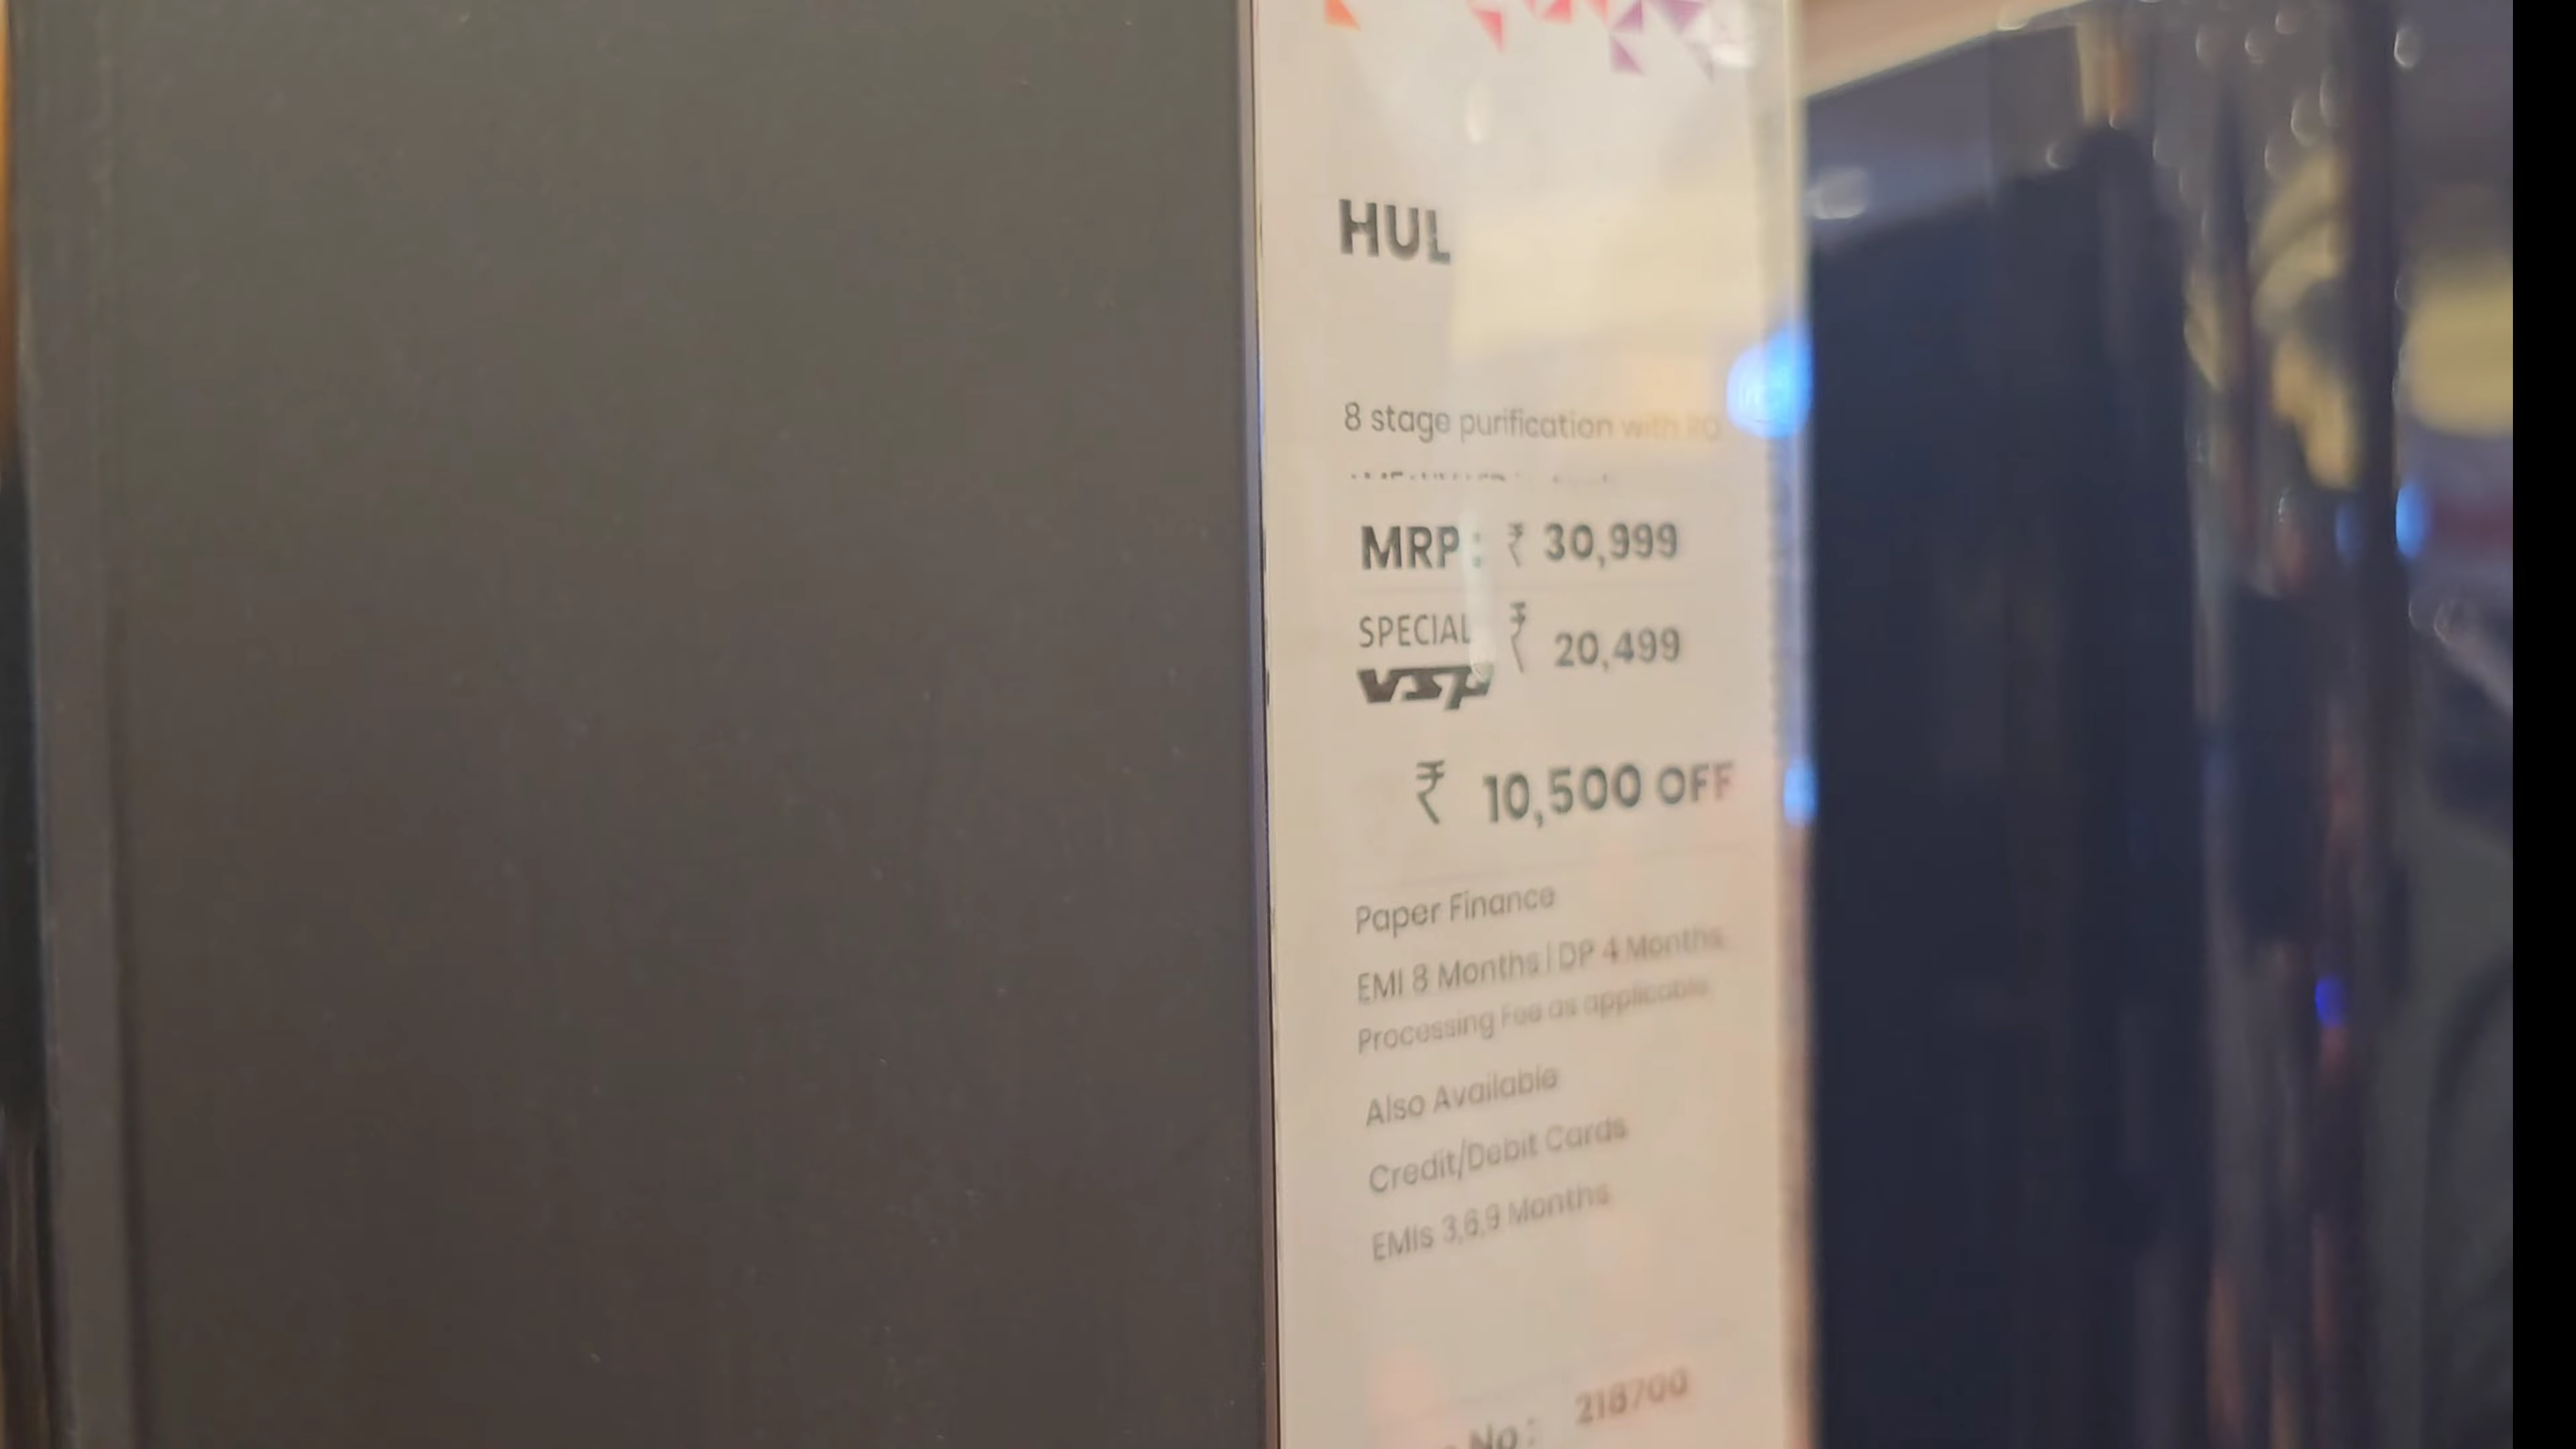 HUL
8 stage purification with RO
MRP : ₹ 30,999
SPECIAL ₹ 20,499
VSP
₹ 10,500 OFF
Paper Finance
EMI 8 Months | DP 4 Months
Processing Fee as applicable
Also Available
Credit/Debit Cards
EMIs 3,6,9 Months
No : 218700